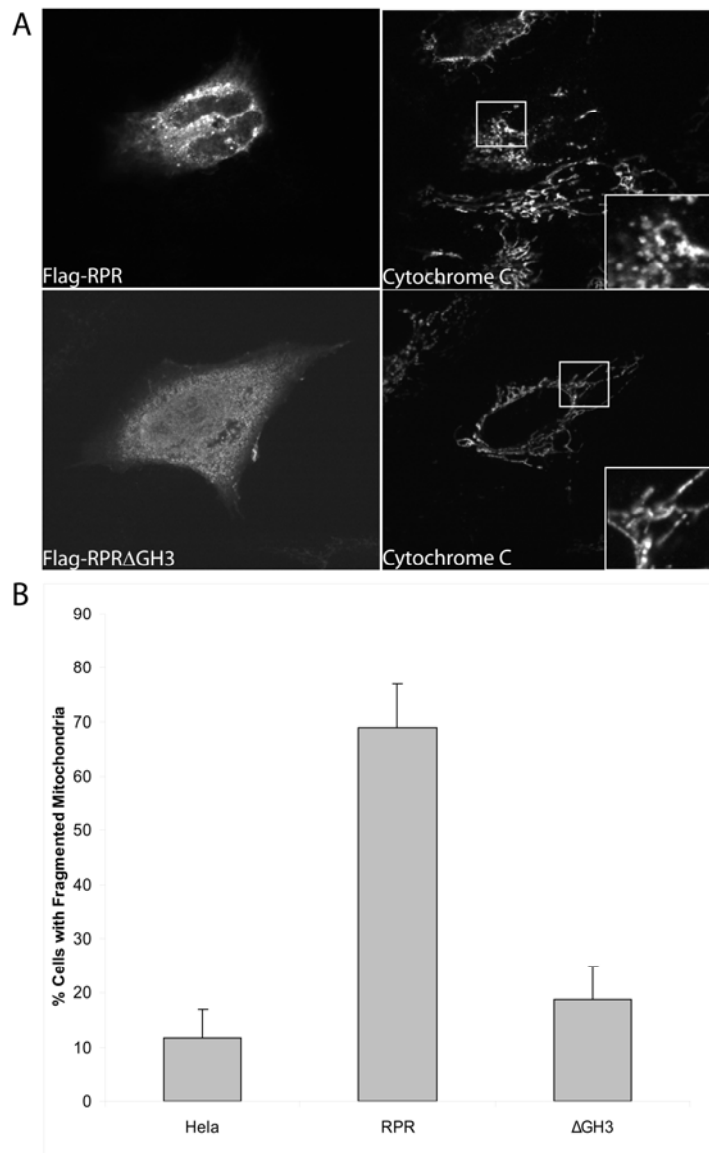 A
Flag-RPR
Cytochrome C
Flag-RPRΔGH3
Cytochrome C
B
% Cells with Fragmented Mitochondria
90
80
70
60
50
40
30
20
10
0
Hela
RPR
ΔGH3